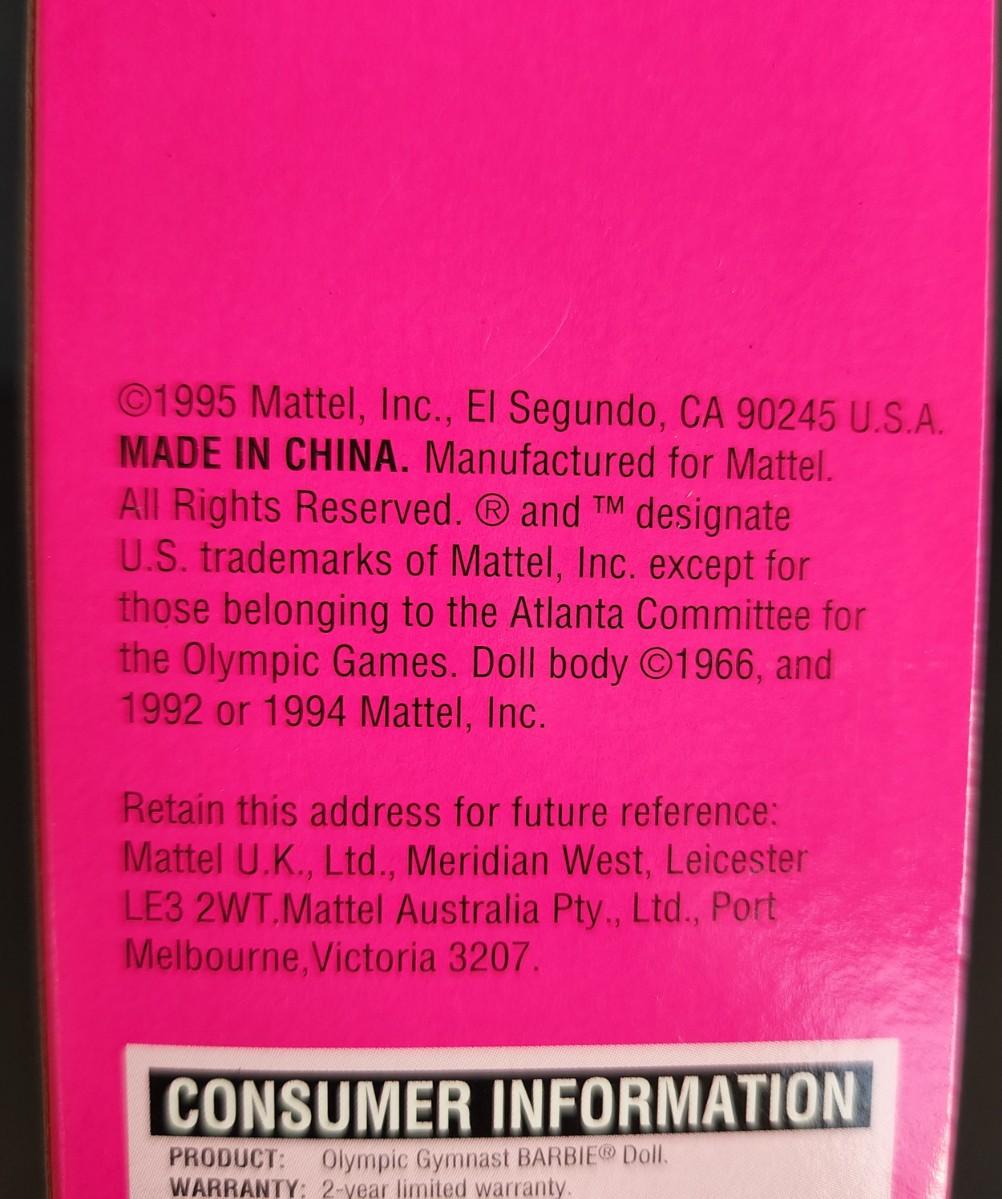 ©1995 Mattel, Inc., El Segundo, CA 90245 U.S.A.
MADE IN CHINA. Manufactured for Mattel.
All Rights Reserved. ® and ™ designate
U.S. trademarks of Mattel, Inc. except for
those belonging to the Atlanta Committee for
the Olympic Games. Doll body ©1966, and
1992 or 1994 Mattel, Inc.
Retain this address for future reference:
Mattel U.K., Ltd., Meridian West, Leicester
LE3 2WT.Mattel Australia Pty., Ltd., Port
Melbourne,Victoria 3207.
CONSUMER INFORMATION
PRODUCT: Olympic Gymnast BARBIE® Doll.
WARRANTY: 2-year limited warranty.